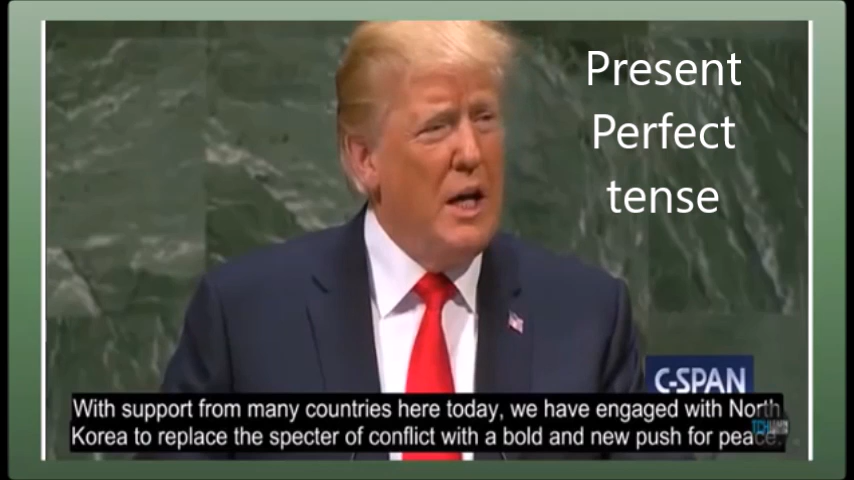 Present
Perfect
tense
C-SPAN
With support from many countries here today, we have engaged with North
Korea to replace the specter of conflict with a bold and new push for peace.